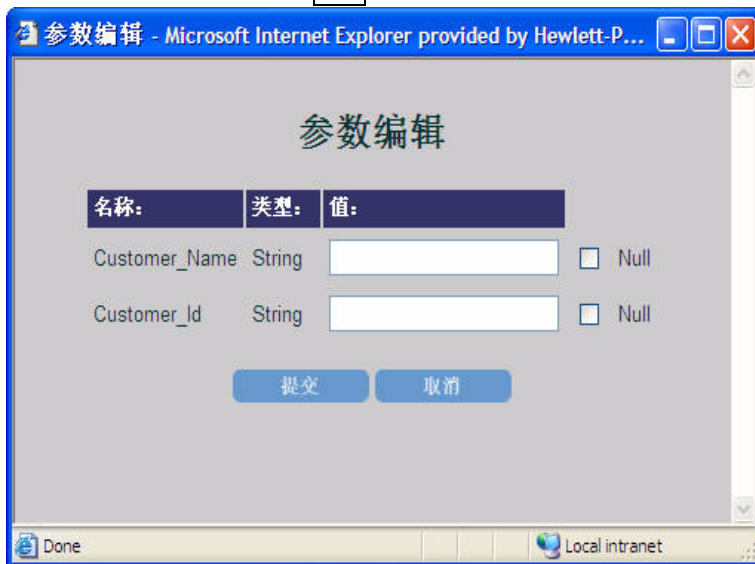 参数编辑 - Microsoft Internet Explorer provided by Hewlett-P...
参数编辑
名称： 类型： 值：
Customer_Name String Null
Customer_Id String Null
提交 取消
Done Local intranet